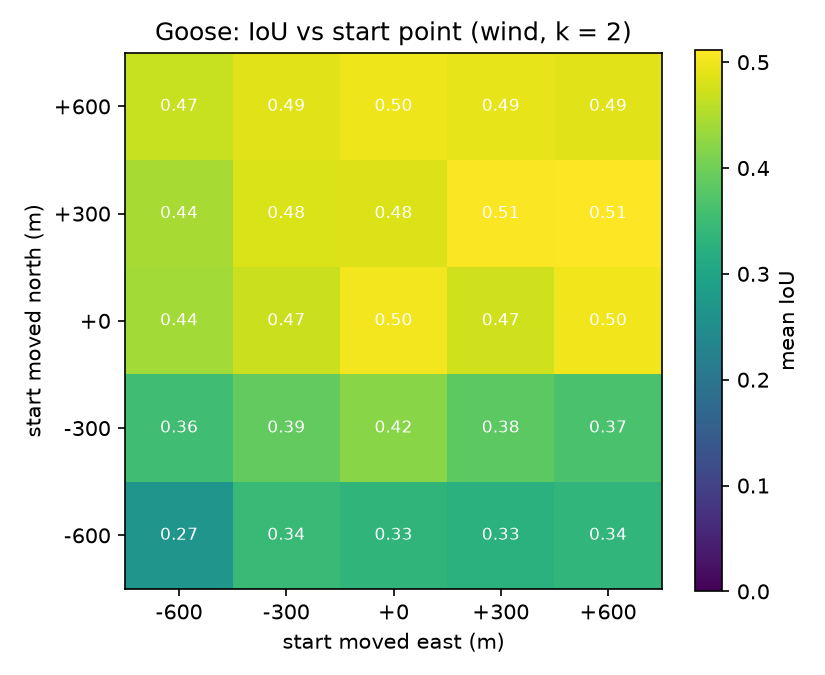 Goose: IoU vs start point (wind, k = 2)
+600 0.47 0.49 0.50 0.49 0.49
+300 0.44 0.48 0.48 0.51 0.51
+0 0.44 0.47 0.50 0.47 0.50
-300 0.36 0.39 0.42 0.38 0.37
-600 0.27 0.34 0.33 0.33 0.34
-600 -300 +0 +300 +600
start moved east (m)
start moved north (m)
0.5
0.4
0.3
0.2
0.1
0.0
mean IoU